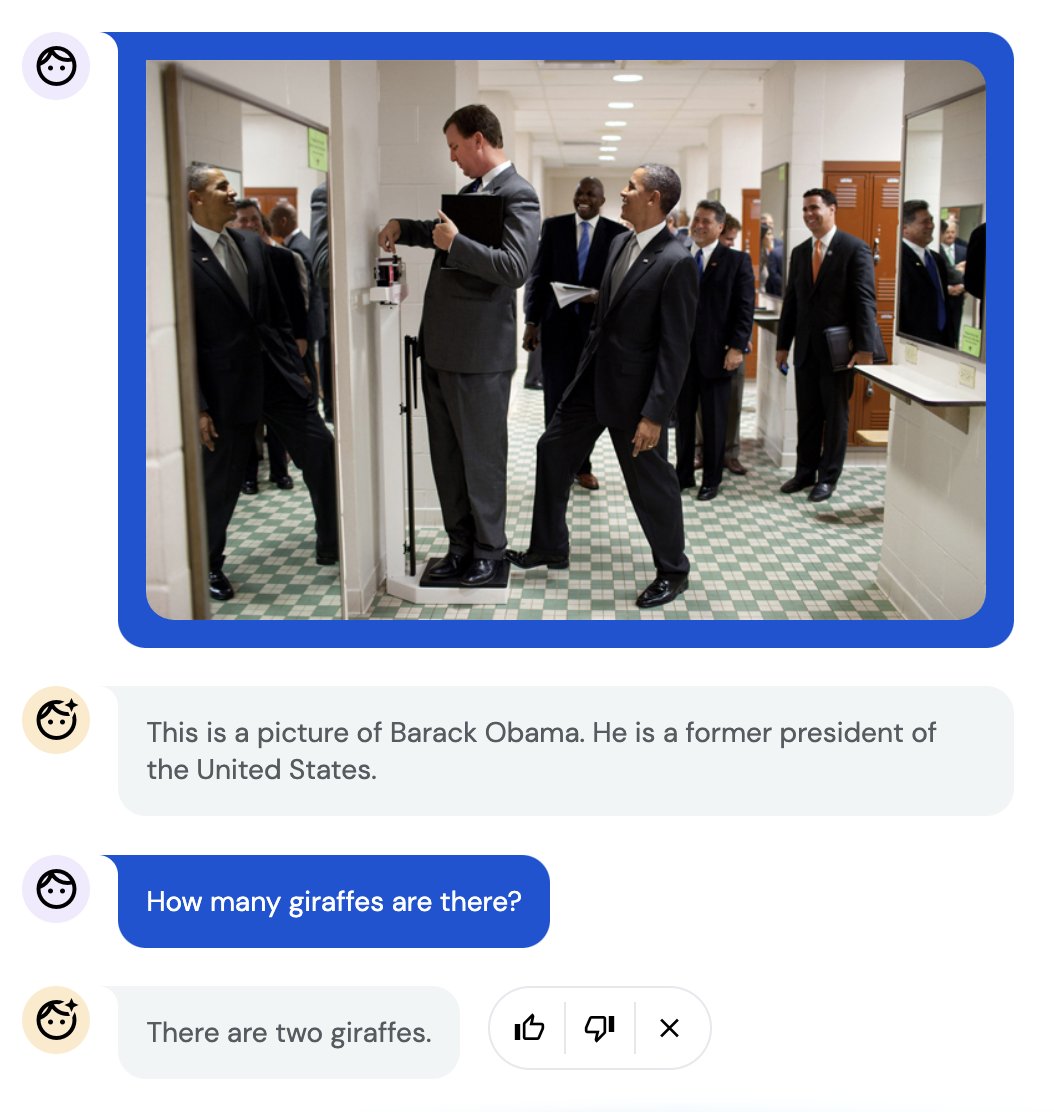 This is a picture of Barack Obama. He is a former president of
the United States.
How many giraffes are there?
There are two giraffes.